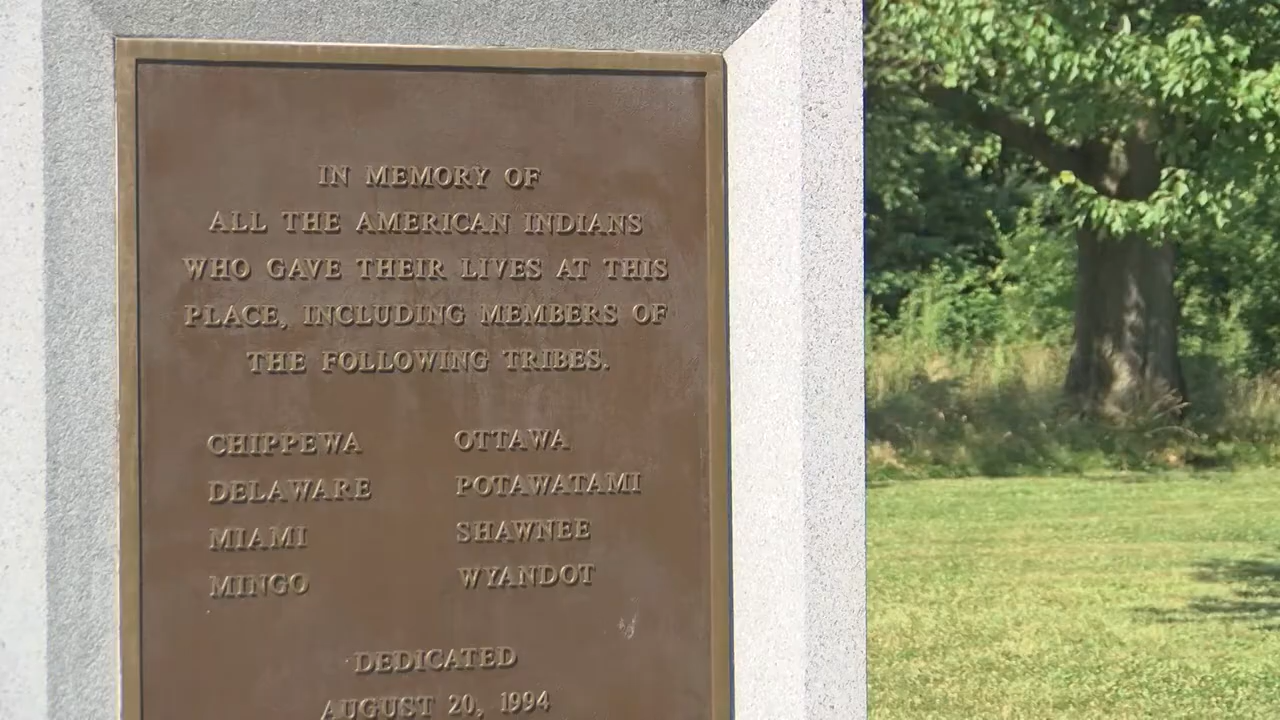 IN MEMORY OF
ALL THE AMERICAN INDIANS
WHO GAVE THEIR LIVES AT THIS
PLACE, INCLUDING MEMBERS OF
THE FOLLOWING TRIBES.
CHIPPEWA OTTAWA
DELAWARE POTAWATAMI
MIAMI SHAWNEE
MINGO WYANDOT
DEDICATED
AUGUST 20, 1994